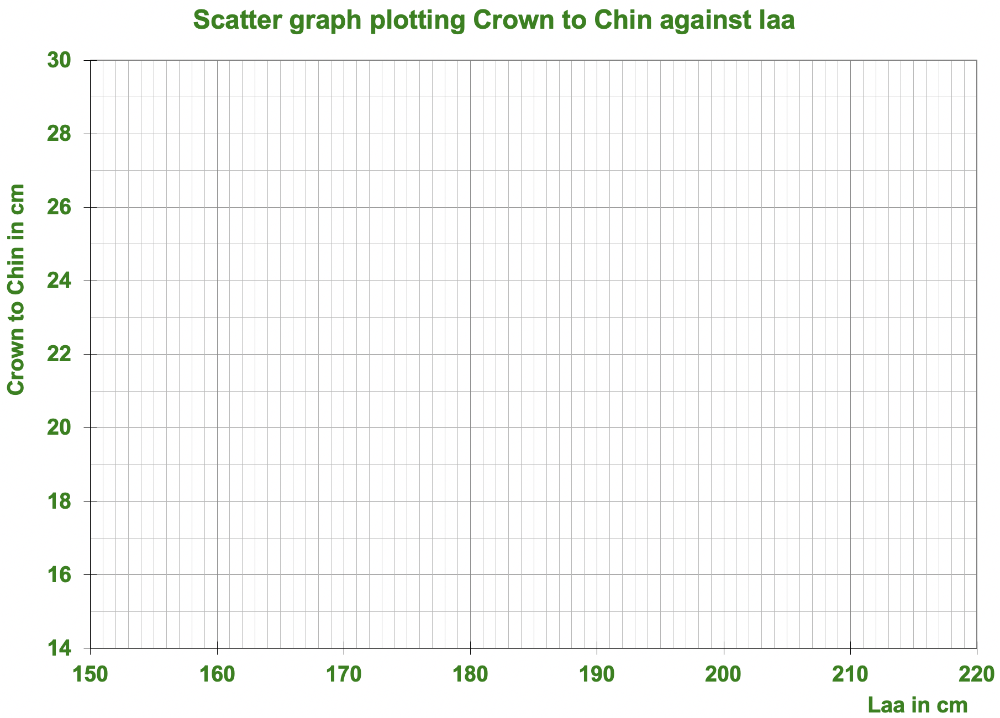 Scatter graph plotting Crown to Chin against laa
30
28
26
24
22
20
18
16
14
Crown to Chin in cm
150 160 170 180 190 200 210 220
Laa in cm